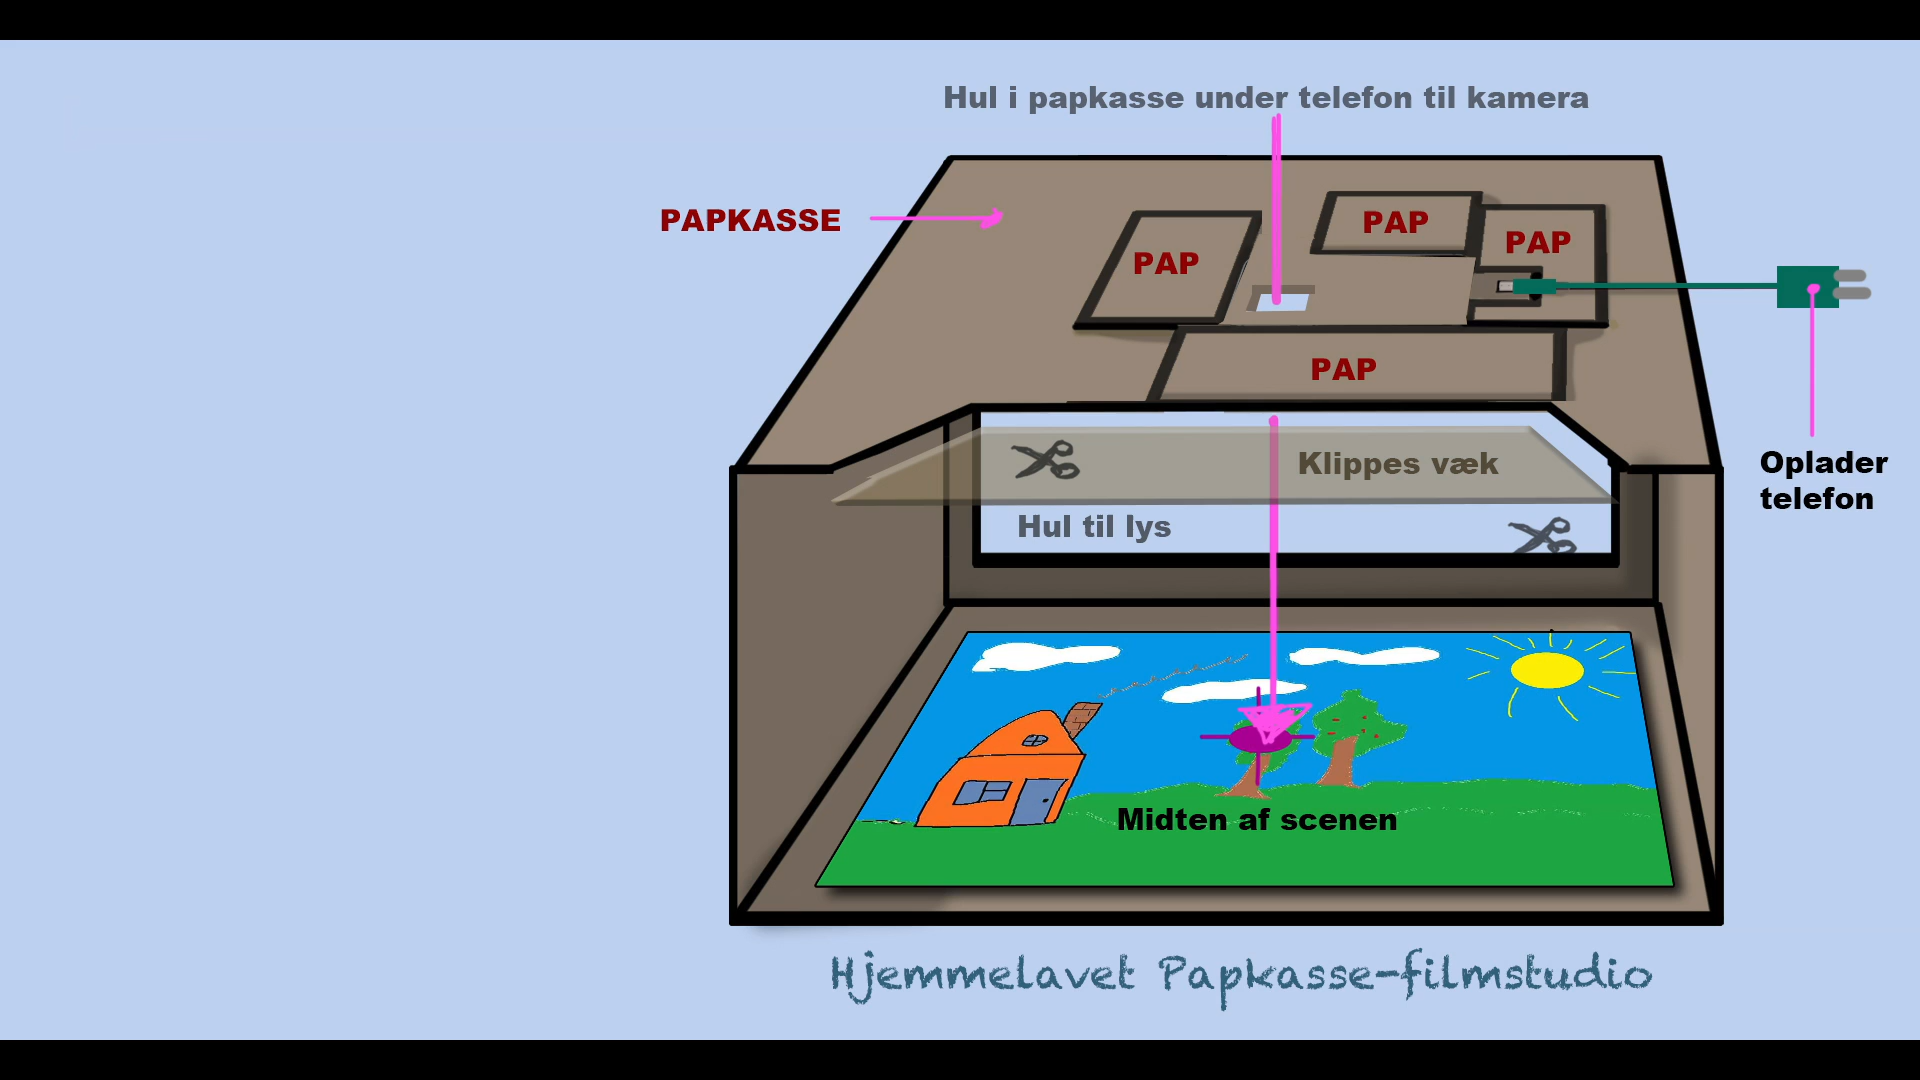 Hul i papkasse under telefon til kamera
PAPKASSE
PAP
PAP
PAP
PAP
Klippes væk
Hul til lys
Oplader
telefon
Midten af scenen
Hjemmelavet Papkasse-filmstudio